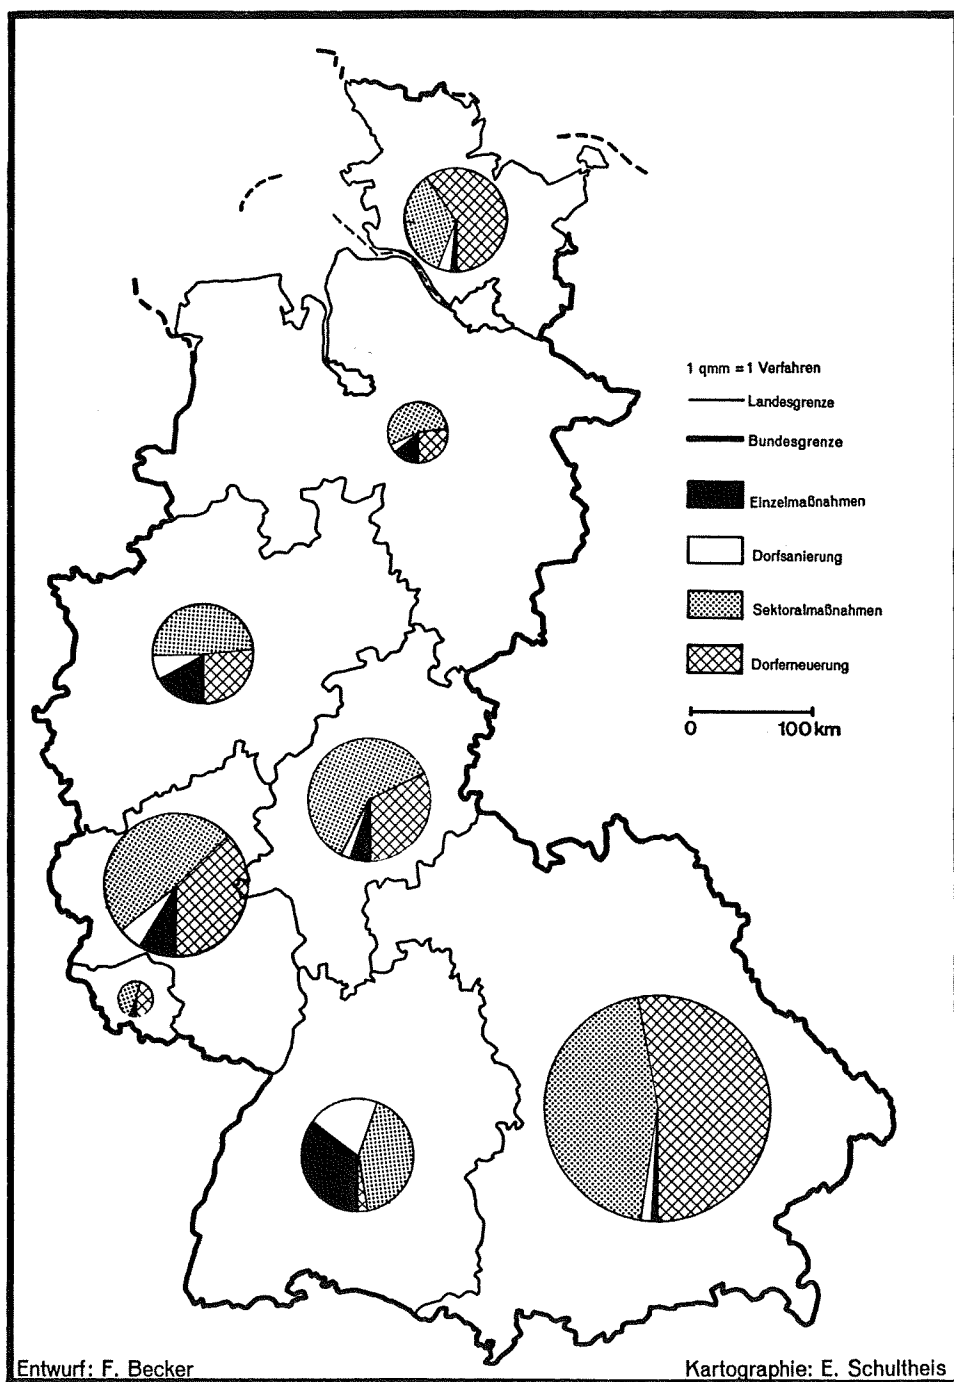 1 qmm = 1 Verfahren
Landesgrenze
Bundesgrenze
Einzelmaßnahmen
Dorfsanierung
Sektoralmaßnahmen
Dorferneuerung
0 100 km
Entwurf: F. Becker
Kartographie: E. Schultheis